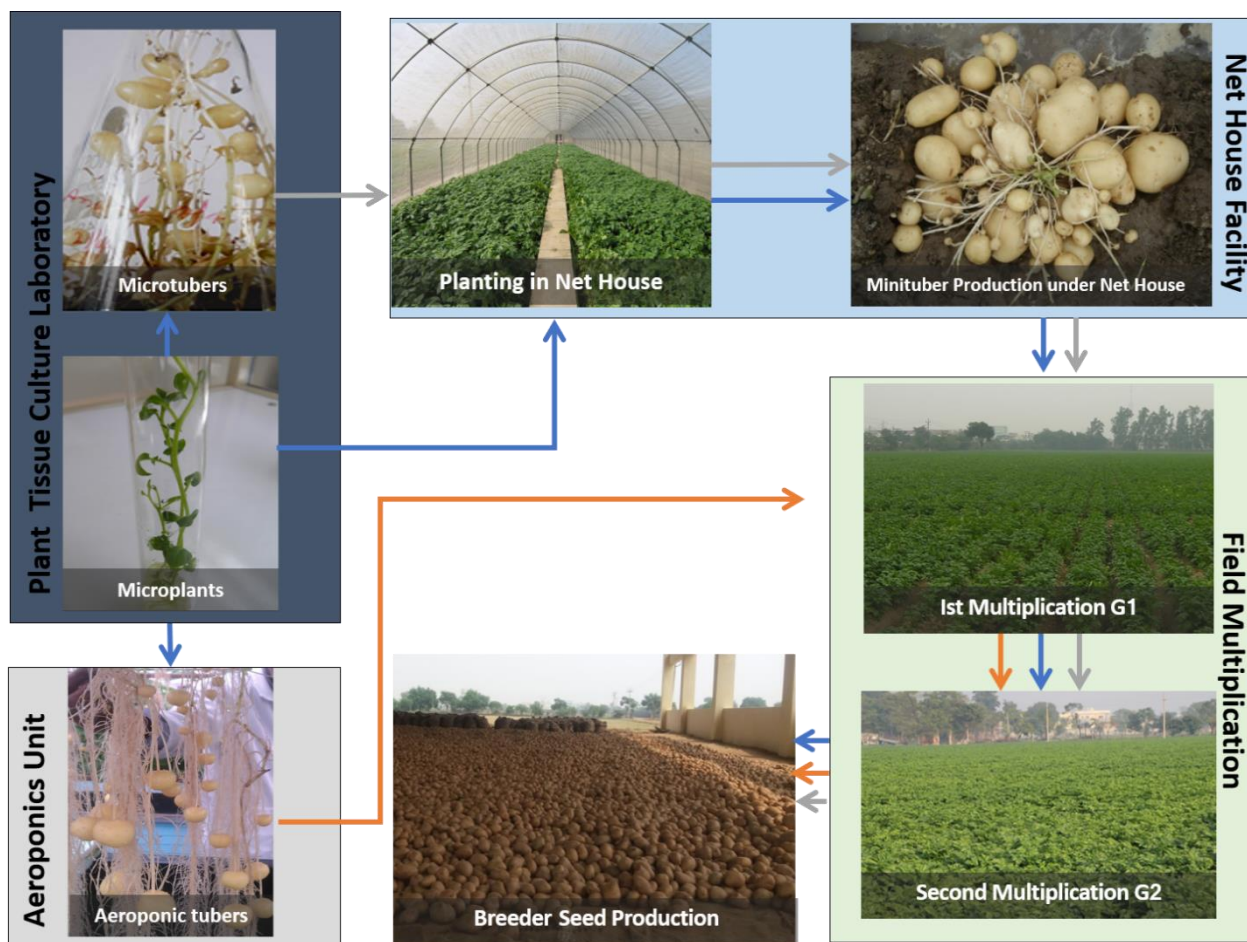 Plant Tissue Culture Laboratory
Microtubers
Microplants
Planting in Net House
Minituber Production under Net House
Net House Facility
Ist Multiplication G1
Second Multiplication G2
Field Multiplication
Aeroponics Unit
Aeroponic tubers
Breeder Seed Production